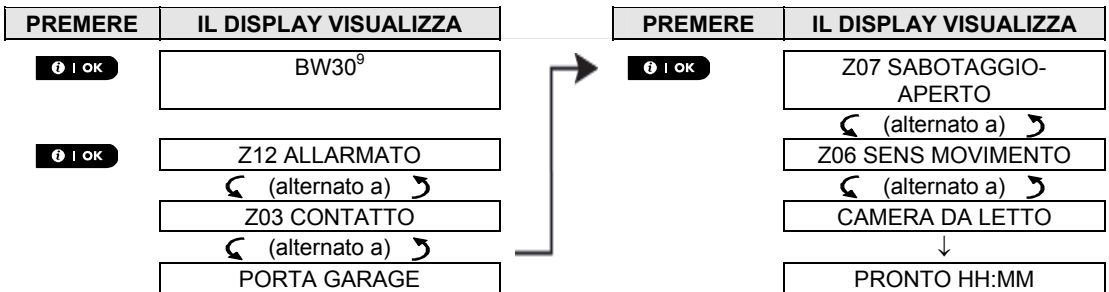 PREMERE IL DISPLAY VISUALIZZA
i | OK BW30⁹
i | OK Z12 ALLARMATO
(alternato a)
Z03 CONTATTO
(alternato a)
PORTA GARAGE
PREMERE IL DISPLAY VISUALIZZA
i | OK Z07 SABOTAGGIO-
APERTO
(alternato a)
Z06 SENS MOVIMENTO
(alternato a)
CAMERA DA LETTO
↓
PRONTO HH:MM